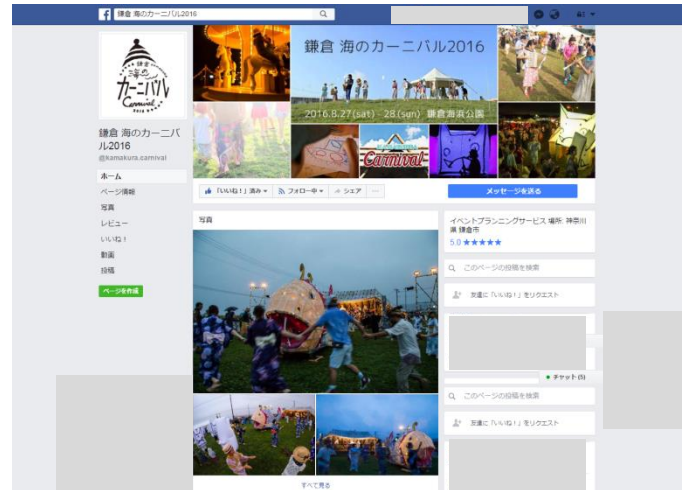 鎌倉 海のカーニバル2016
鎌倉
海の
カーニバル
Carnival
鎌倉 海のカーニバ
ル2016
@kamakura.carnival
ホーム
ページ情報
写真
レビュー
いいね!
動画
投稿
ページを作成
鎌倉 海のカーニバル2016
2016.8.27(sat) - 28(sun) 鎌倉海浜公園
Carnival
「いいね!」済み
フォロー中
シェア
メッセージを送る
写真
すべて見る
イベントプランニングサービス 場所: 神奈川
県 鎌倉市
5.0 ★★★★★
このページの投稿を検索
友達に「いいね!」をリクエスト
チャット (5)
このページの投稿を検索
友達に「いいね!」をリクエスト